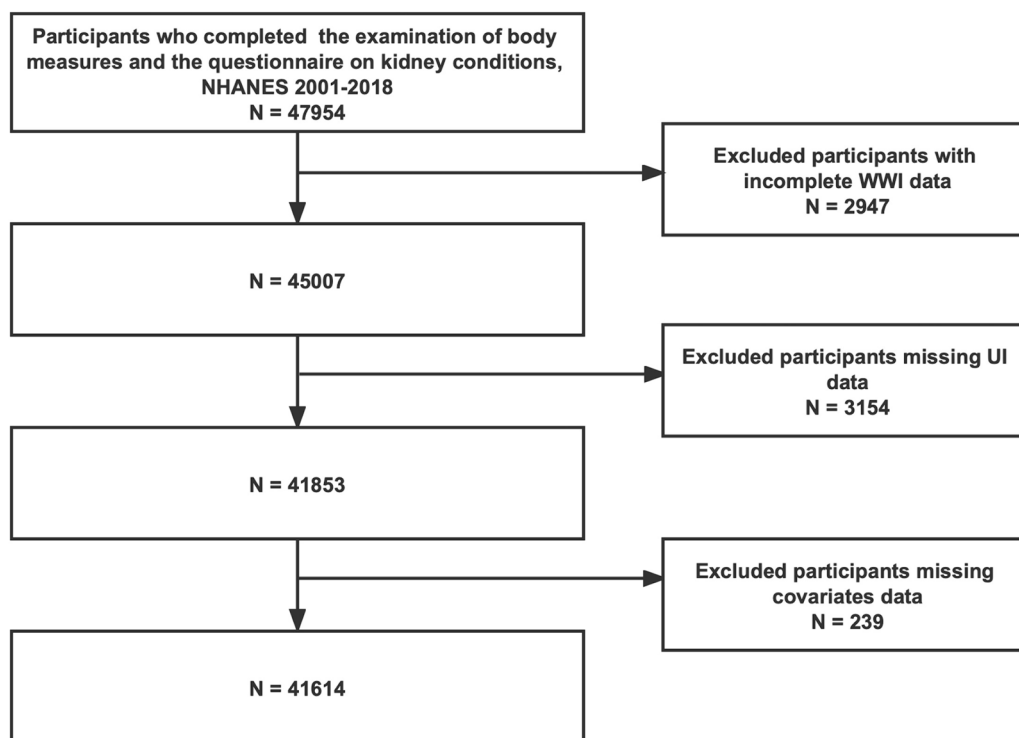 Participants who completed the examination of body
measures and the questionnaire on kidney conditions,
NHANES 2001-2018
N = 47954
Excluded participants with
incomplete WWI data
N = 2947
N = 45007
Excluded participants missing UI
data
N = 3154
N = 41853
Excluded participants missing
covariates data
N = 239
N = 41614